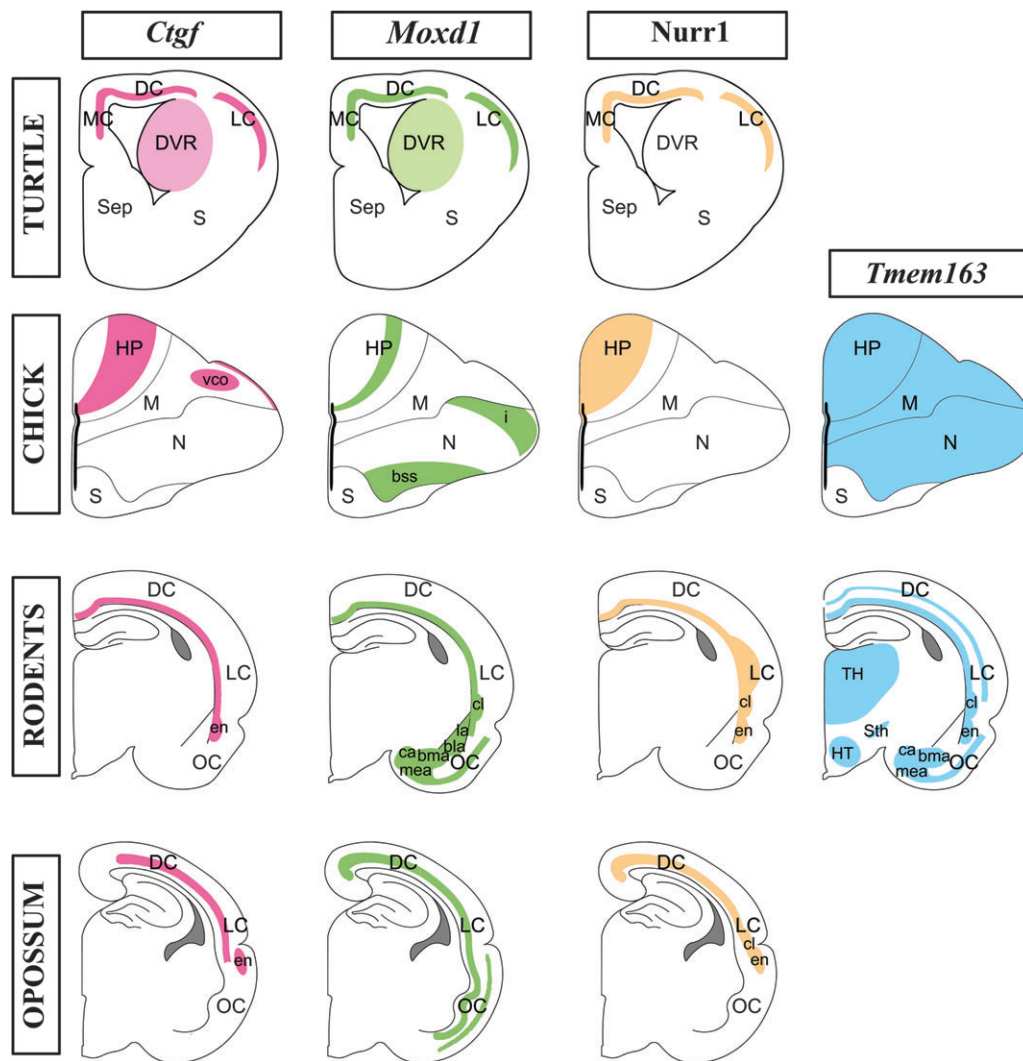 Ctgf
Moxd1
Nurr1
TURTLE
DC
MC
LC
DVR
Sep
S
DC
MC
LC
DVR
Sep
S
DC
MC
LC
DVR
Sep
S
Tmem163
CHICK
HP
vco
M
N
S
HP
M
i
N
bss
S
HP
M
N
S
HP
M
N
S
RODENTS
DC
LC
en
OC
DC
LC
cl
la
bla
ca
bma
OC
mea
DC
LC
cl
en
OC
DC
TH
LC
cl
Sth
en
HT
ca
bma
OC
mea
OPOSSUM
DC
LC
en
OC
DC
LC
OC
DC
LC
cl
en
OC